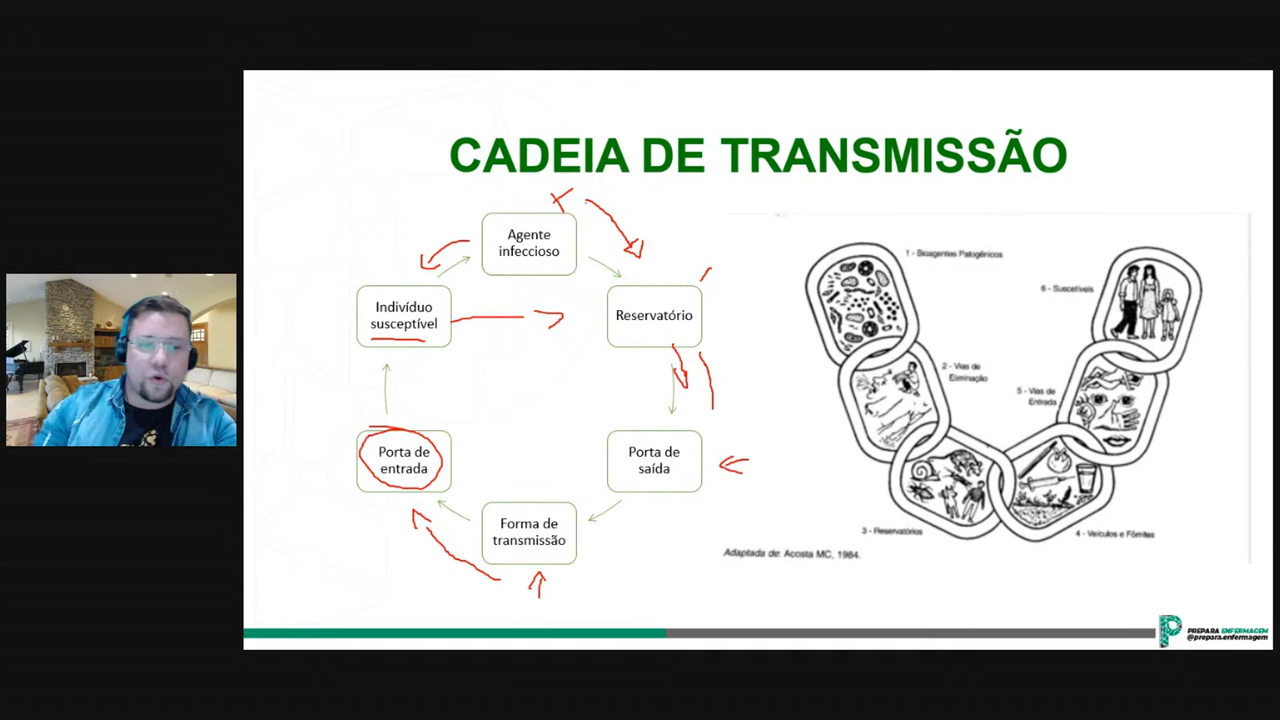 CADEIA DE TRANSMISSÃO
Agente
infeccioso
Indivíduo
susceptível
Reservatório
Porta de
entrada
Porta de
saída
Forma de
transmissão
1 - Bioagentes Patogênicos
6 - Suscetíveis
2 - Vias de
Eliminação
5 - Vias de
Entrada
3 - Reservatórios
4 - Veículos e Fômites
Adaptada de: Acosta MC, 1984.
PREPARA ENFERMAGEM
@prepara.enfermagem